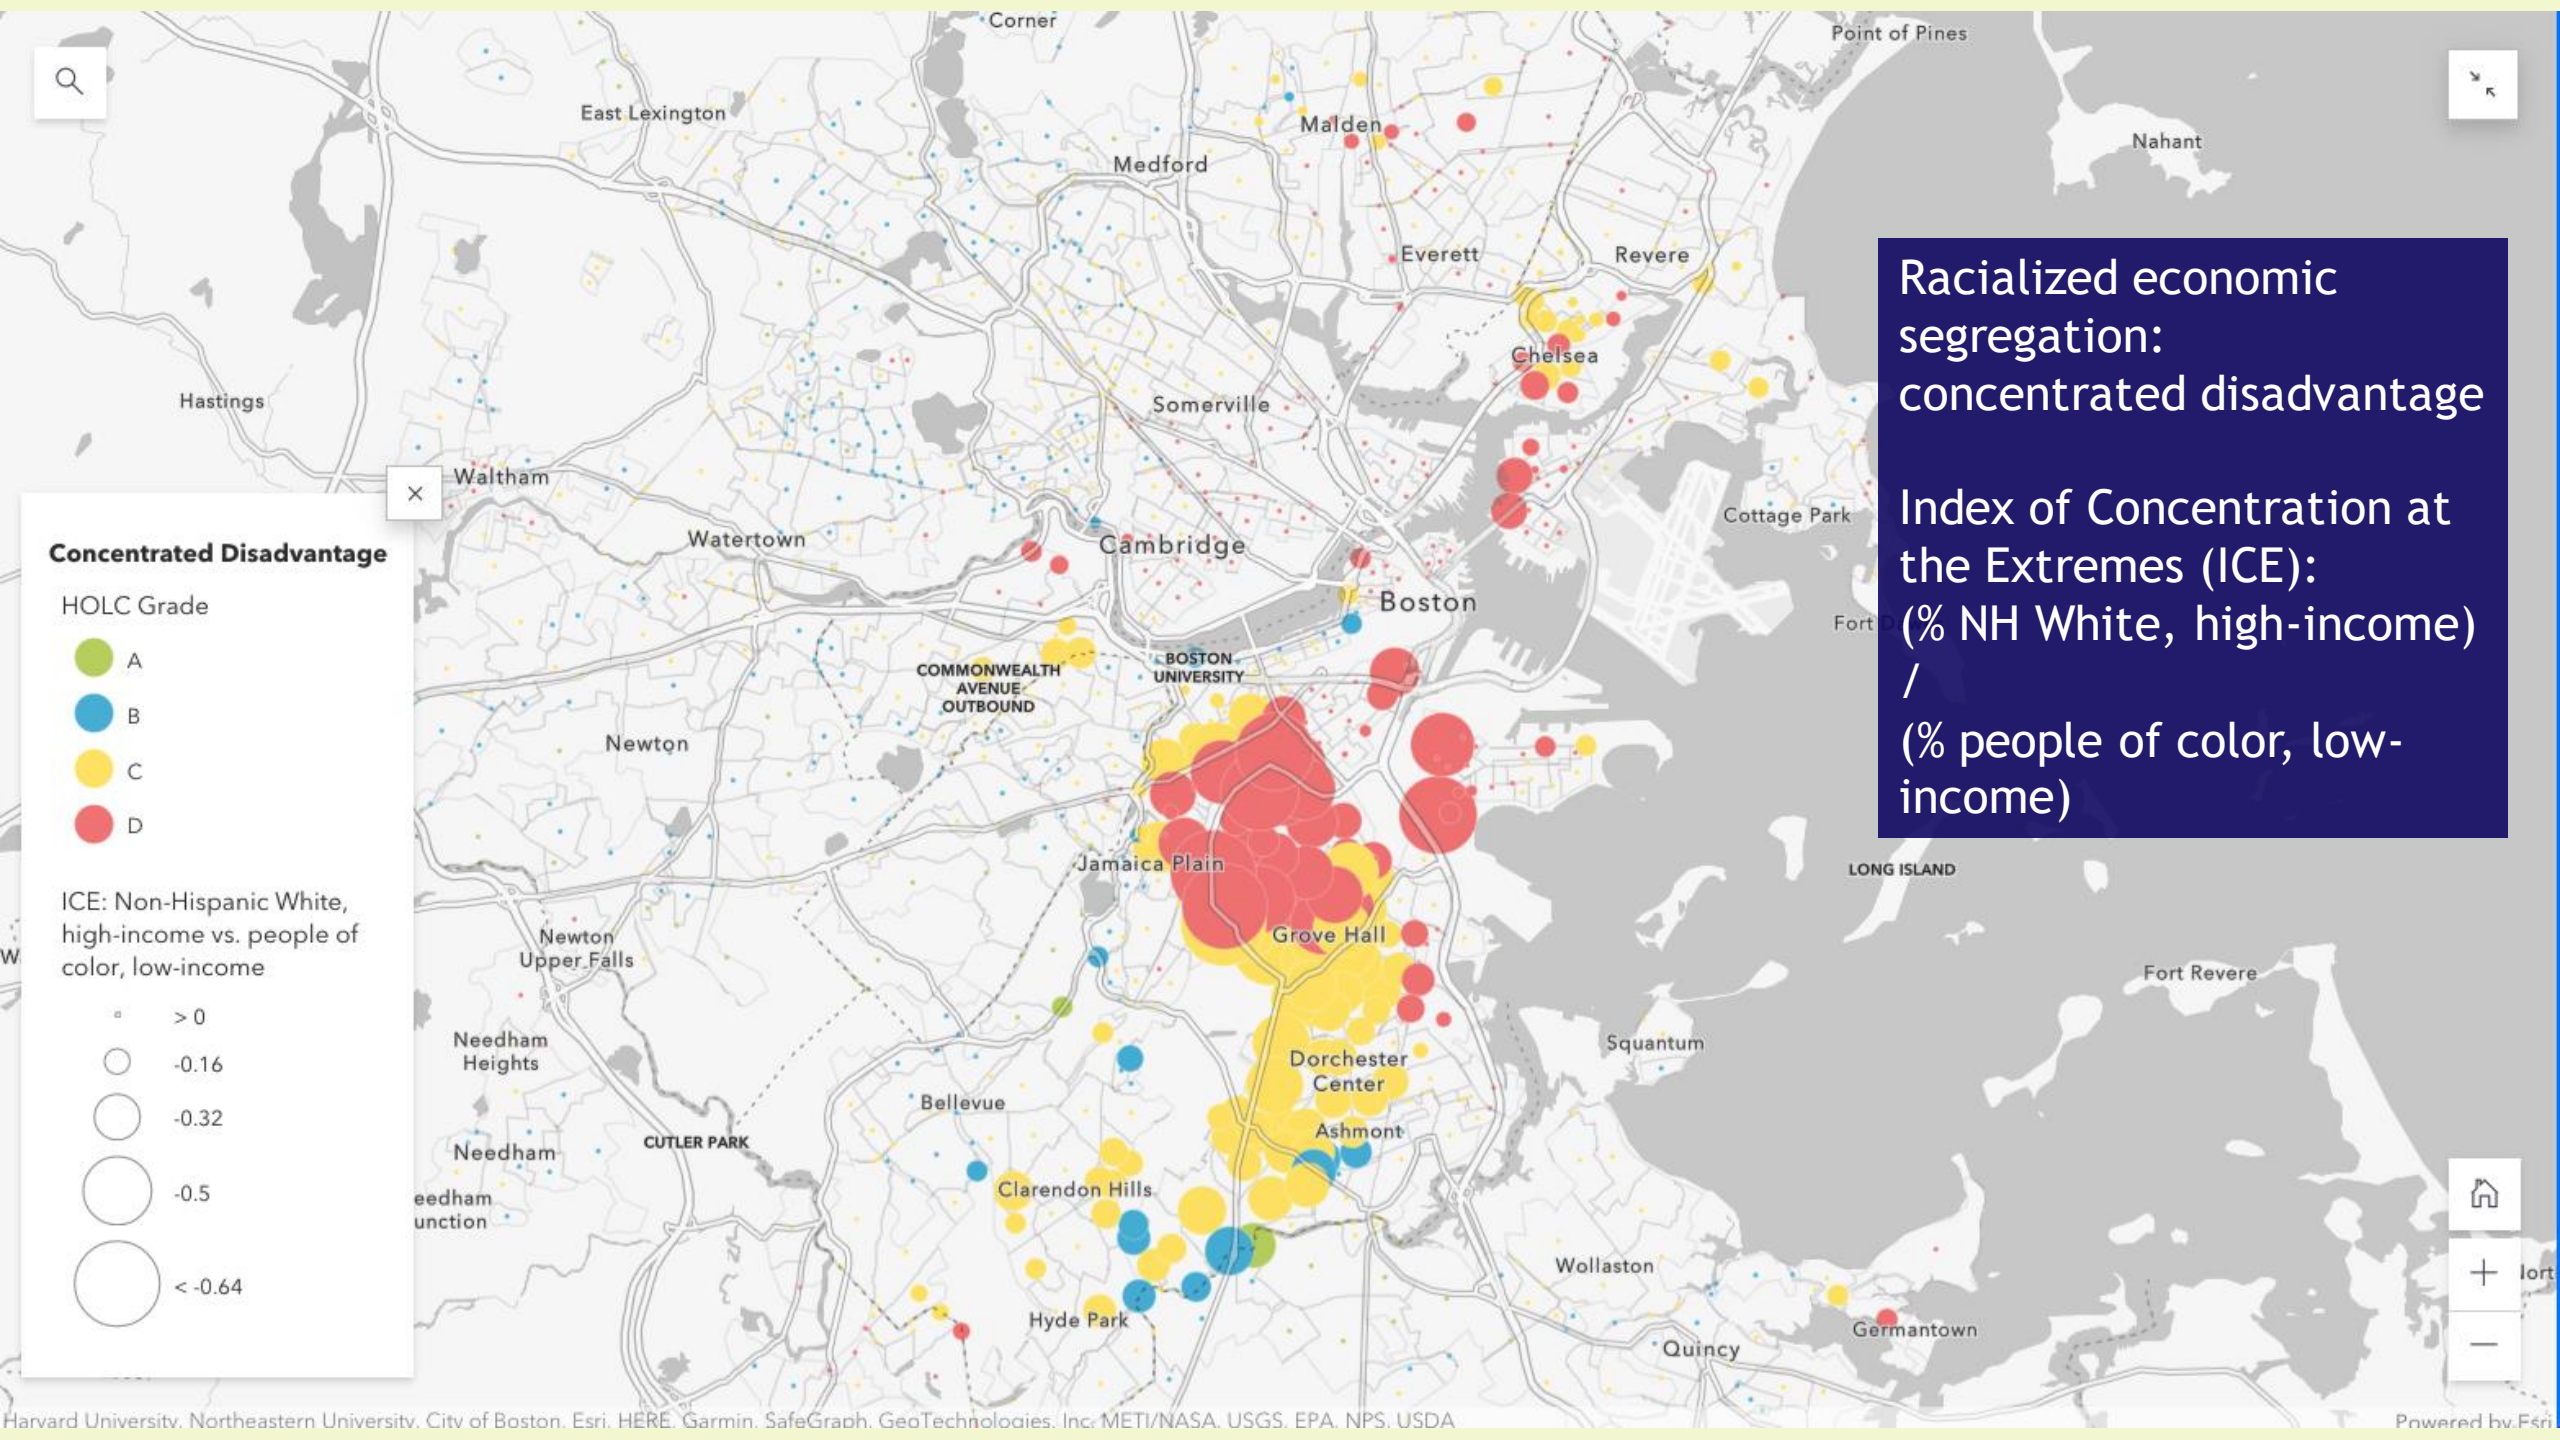 Corner
Point of Pines
East Lexington
Malden
Nahant
Medford
Everett
Revere
Chelsea
Hastings
Somerville
Waltham
Watertown
Cambridge
Cottage Park
Boston
Fort
COMMONWEALTH
AVENUE
OUTBOUND
BOSTON
UNIVERSITY
Newton
Jamaica Plain
LONG ISLAND
Newton
Upper Falls
Grove Hall
Fort Revere
Needham
Heights
Squantum
Dorchester
Center
Bellevue
Ashmont
CUTLER PARK
Needham
Clarendon Hills
eedham
unction
Wollaston
Hyde Park
Germantown
Quincy
Racialized economic
segregation:
concentrated disadvantage
Index of Concentration at
the Extremes (ICE):
(% NH White, high-income)
/
(% people of color, low-
income)
Concentrated Disadvantage
HOLC Grade
A
B
C
D
ICE: Non-Hispanic White,
high-income vs. people of
color, low-income
> 0
-0.16
-0.32
-0.5
< -0.64
Harvard University, Northeastern University, City of Boston, Esri, HERE, Garmin, SafeGraph, GeoTechnologies, Inc, METI/NASA, USGS, EPA, NPS, USDA
Powered by Esri